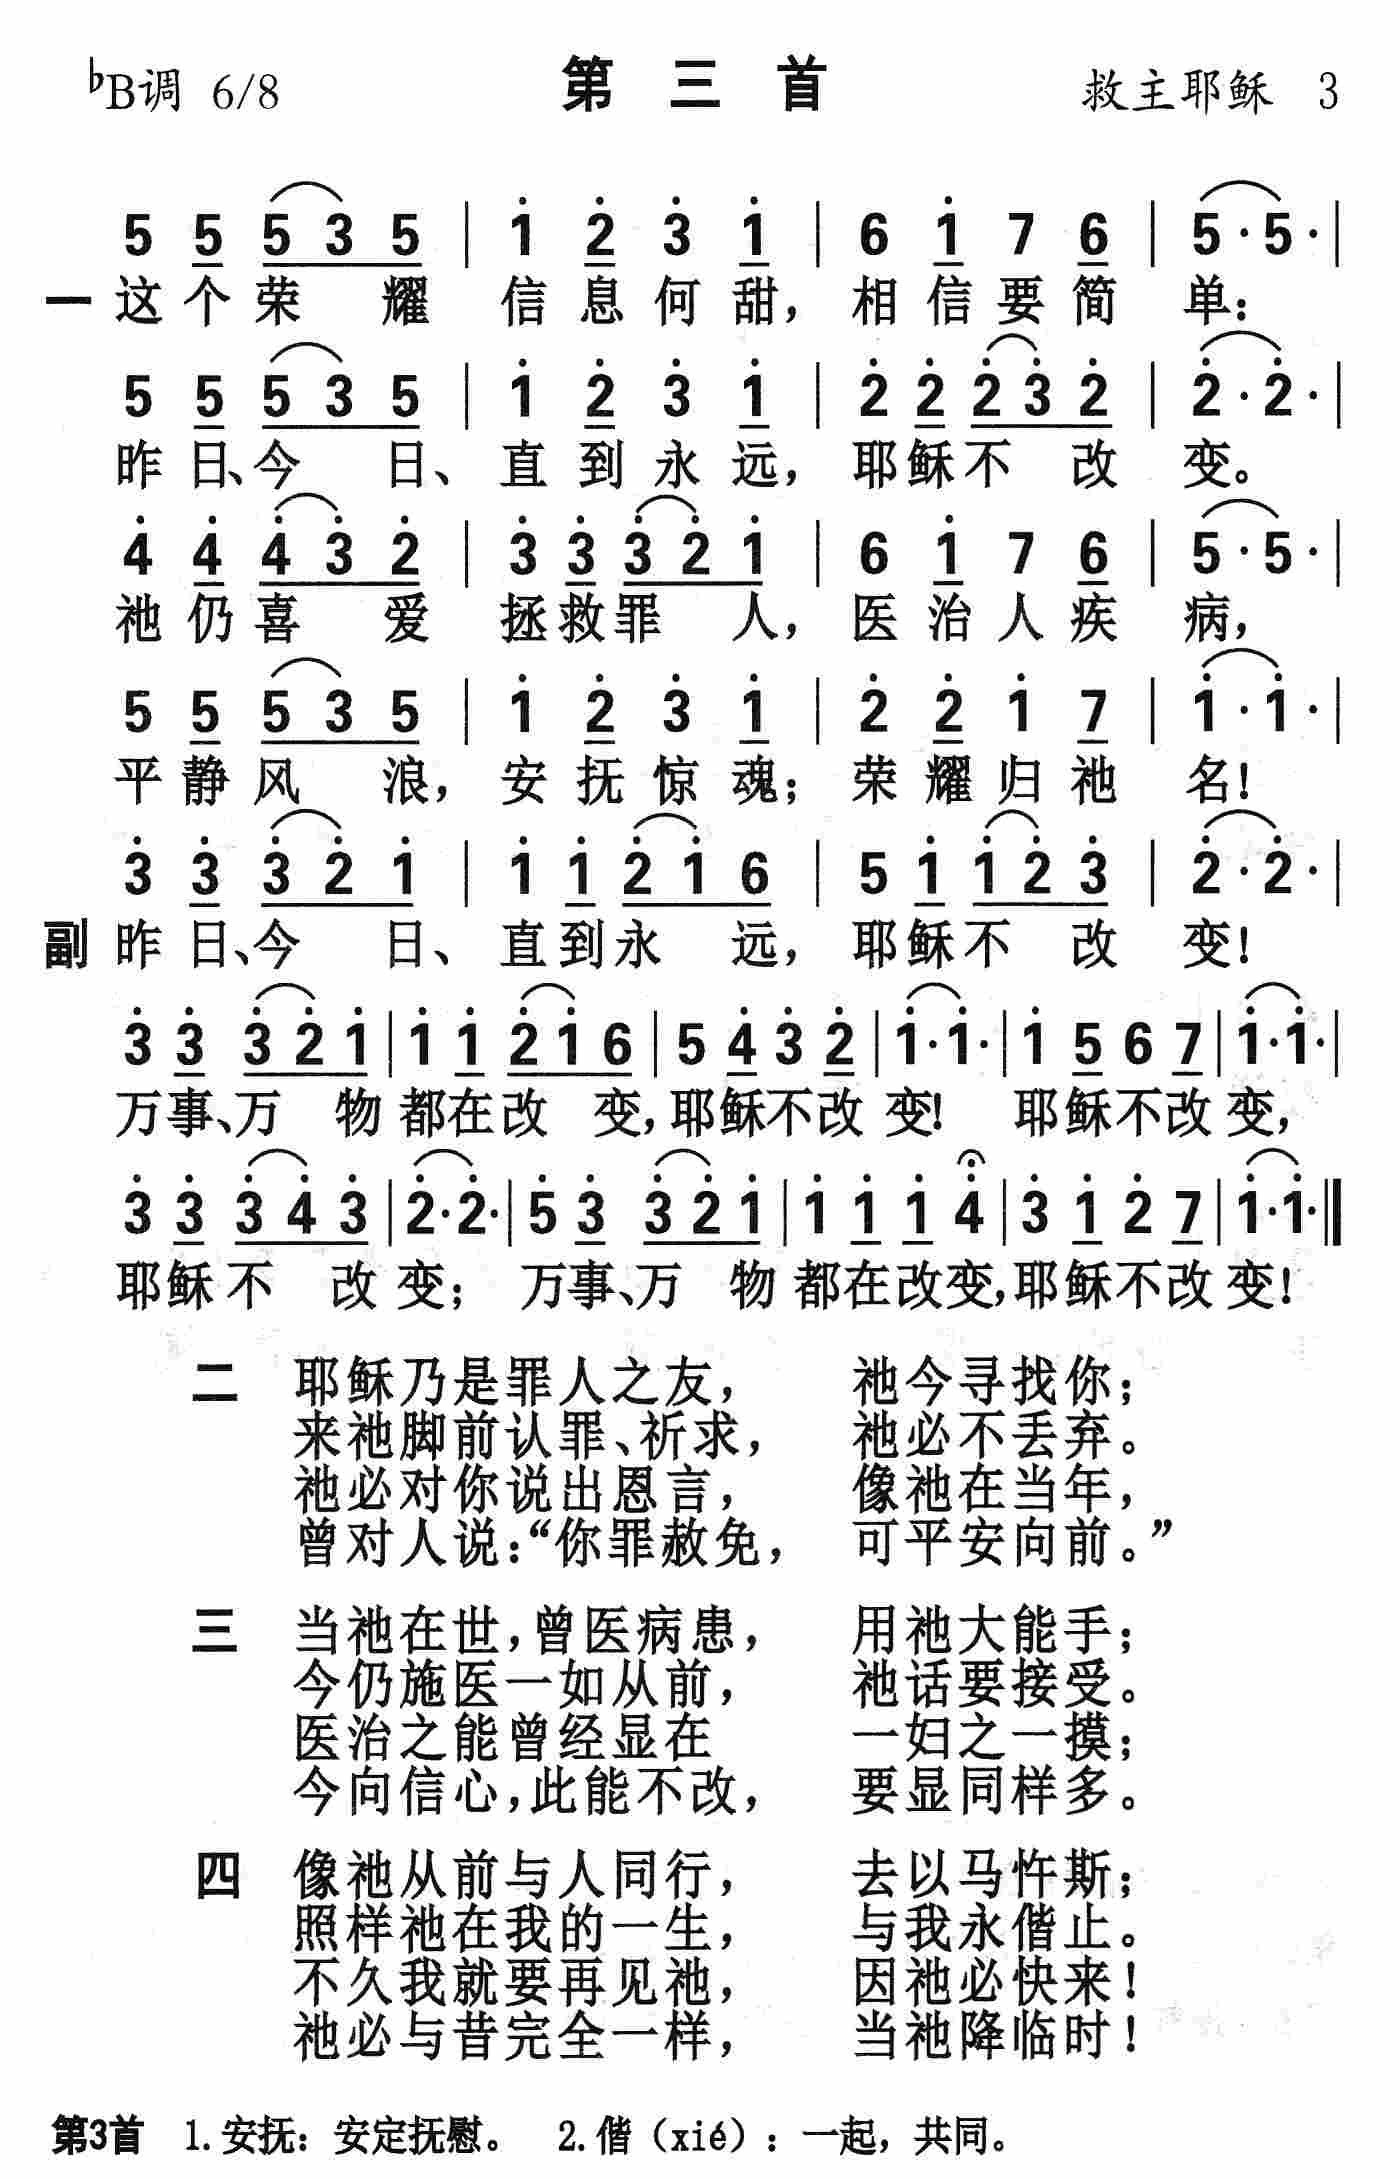 ♭B调 6/8 第三首 救主耶稣 3
5 5 5 3 5 | 1̇ 2̇ 3̇ 1̇ | 6 1̇ 7 6 | 5· 5· |
一 这个荣耀信息何甜，相信要简单：
5 5 5 3 5 | 1̇ 2̇ 3̇ 1̇ | 2̇ 2̇ 2̇ 3̇ 2̇ | 2̇· 2̇· |
昨日、今日、直到永远，耶稣不改变。
4̇ 4̇ 4̇ 3̇ 2̇ | 3̇ 3̇ 3̇ 2̇ 1̇ | 6 1̇ 7 6 | 5· 5· |
祂仍喜爱拯救罪人，医治人疾病，
5 5 5 3 5 | 1̇ 2̇ 3̇ 1̇ | 2̇ 2̇ 1̇ 7 | 1̇· 1̇· |
平静风浪，安抚惊魂；荣耀归祂名！
3̇ 3̇ 3̇ 2̇ 1̇ | 1̇ 1̇ 2̇ 1̇ 6 | 5 1̇ 1̇ 2̇ 3̇ | 2̇· 2̇· |
副 昨日、今日、直到永远，耶稣不改变！
3̇ 3̇ 3̇ 2̇ 1̇ | 1̇ 1̇ 2̇ 1̇ 6 | 5 4̇ 3̇ 2̇ | 1̇· 1̇· | 1̇ 5 6 7 | 1̇· 1̇· |
万事、万物都在改变，耶稣不改变！ 耶稣不改变，
3̇ 3̇ 3̇ 4̇ 3̇ | 2̇· 2̇· | 5̇ 3̇ 3̇ 2̇ 1̇ | 1̇ 1̇ 1̇ 4̇ | 3̇ 1̇ 2̇ 7 | 1̇· 1̇· ‖
耶稣不改变； 万事、万物都在改变，耶稣不改变！
二 耶稣乃是罪人之友， 祂今寻找你；
来祂脚前认罪、祈求， 祂必不丢弃。
祂必对你说出恩言， 像祂在当年，
曾对人说：“你罪赦免， 可平安向前。”
三 当祂在世，曾医病患， 用祂大能手；
今仍施医一如从前， 祂话要接受。
医治之能曾经显在 一妇之一摸；
今向信心，此能不改， 要显同样多。
四 像祂从前与人同行， 去以马忤斯；
照样祂在我的一生， 与我永偕止。
不久我就要再见祂， 因祂必快来！
祂必与昔完全一样， 当祂降临时！
第3首 1.安抚：安定抚慰。 2.偕（xié）：一起，共同。